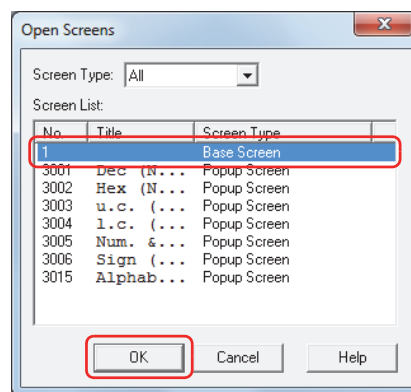 Open Screens
Screen Type: All
Screen List:
No. Title Screen Type
1 Base Screen
3001 Dec (N... Popup Screen
3002 Hex (N... Popup Screen
3003 u.c. (... Popup Screen
3004 l.c. (... Popup Screen
3005 Num. &... Popup Screen
3006 Sign (... Popup Screen
3015 Alphab... Popup Screen
OK Cancel Help